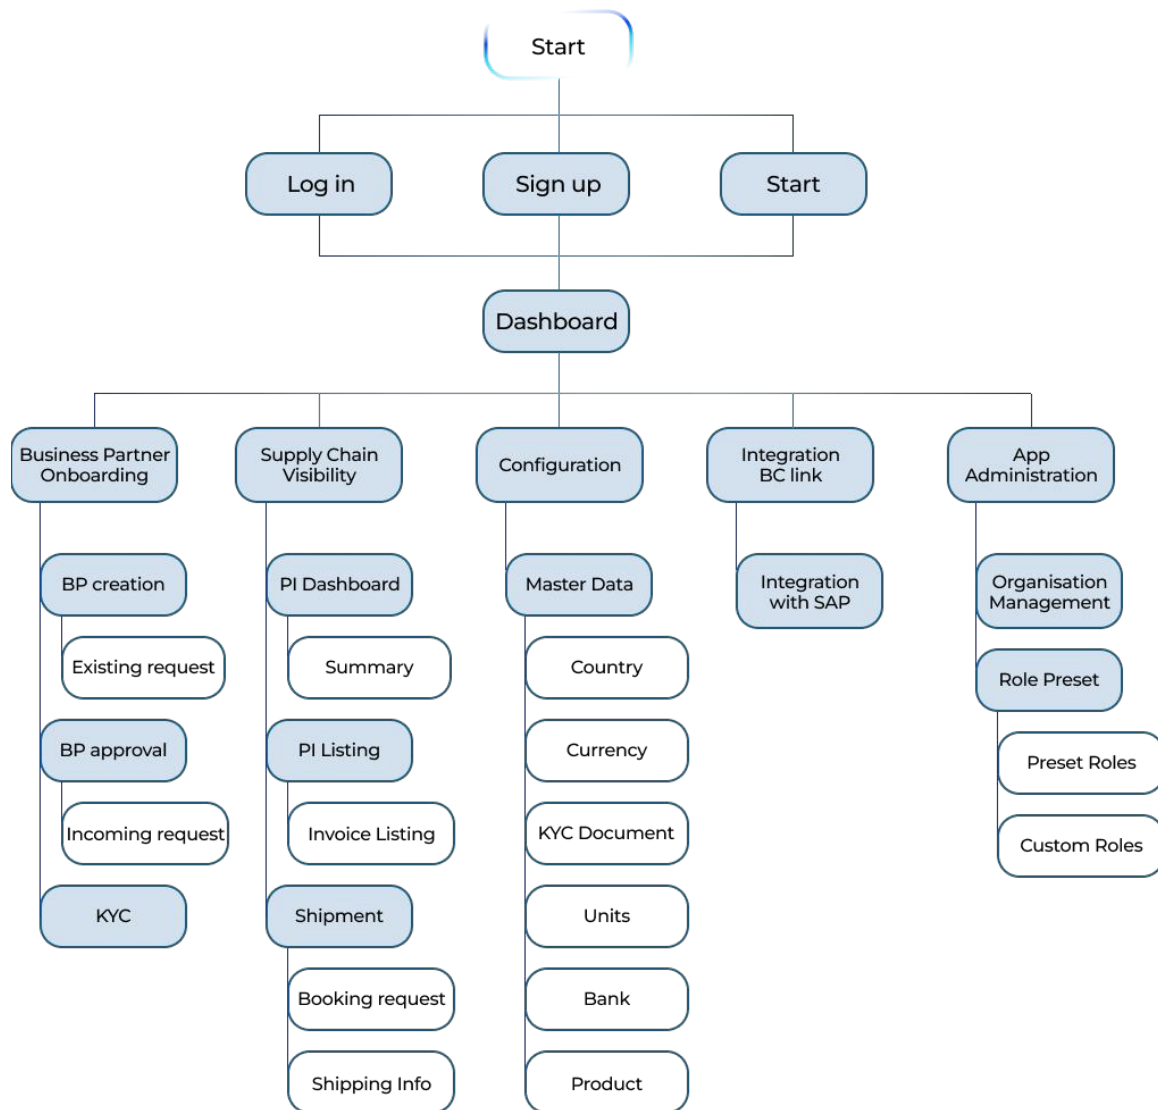 Start
Log in
Sign up
Start
Dashboard
Business Partner
Onboarding
Supply Chain
Visibility
Configuration
Integration
BC link
App
Administration
BP creation
Existing request
BP approval
Incoming request
KYC
PI Dashboard
Summary
PI Listing
Invoice Listing
Shipment
Booking request
Shipping Info
Master Data
Country
Currency
KYC Document
Units
Bank
Product
Integration
with SAP
Organisation
Management
Role Preset
Preset Roles
Custom Roles